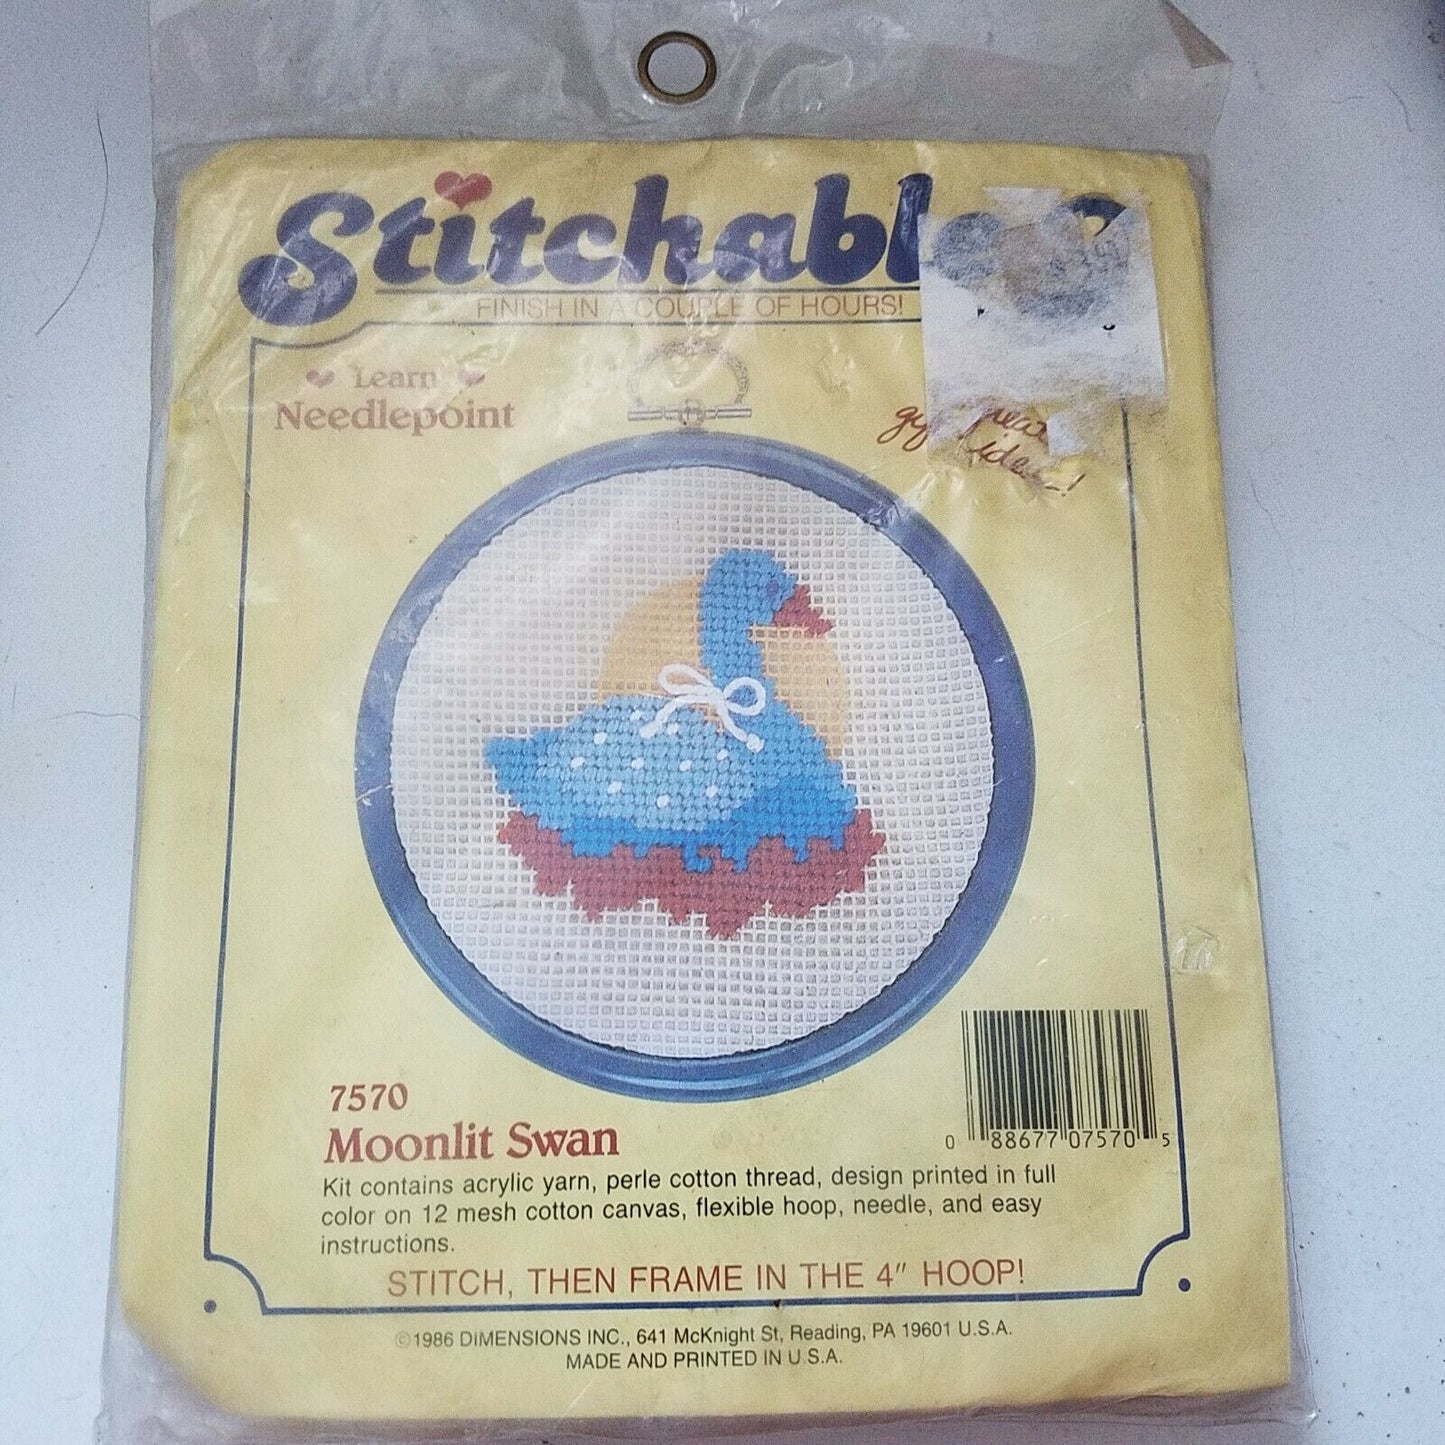 Stitchables
FINISH IN A COUPLE OF HOURS!
Learn
Needlepoint
great
gift
ideas!
7570
Moonlit Swan
Kit contains acrylic yarn, perle cotton thread, design printed in full
color on 12 mesh cotton canvas, flexible hoop, needle, and easy
instructions.
STITCH, THEN FRAME IN THE 4" HOOP!
0 88677 07570 5
©1986 DIMENSIONS INC., 641 McKnight St, Reading, PA 19601 U.S.A.
MADE AND PRINTED IN U.S.A.